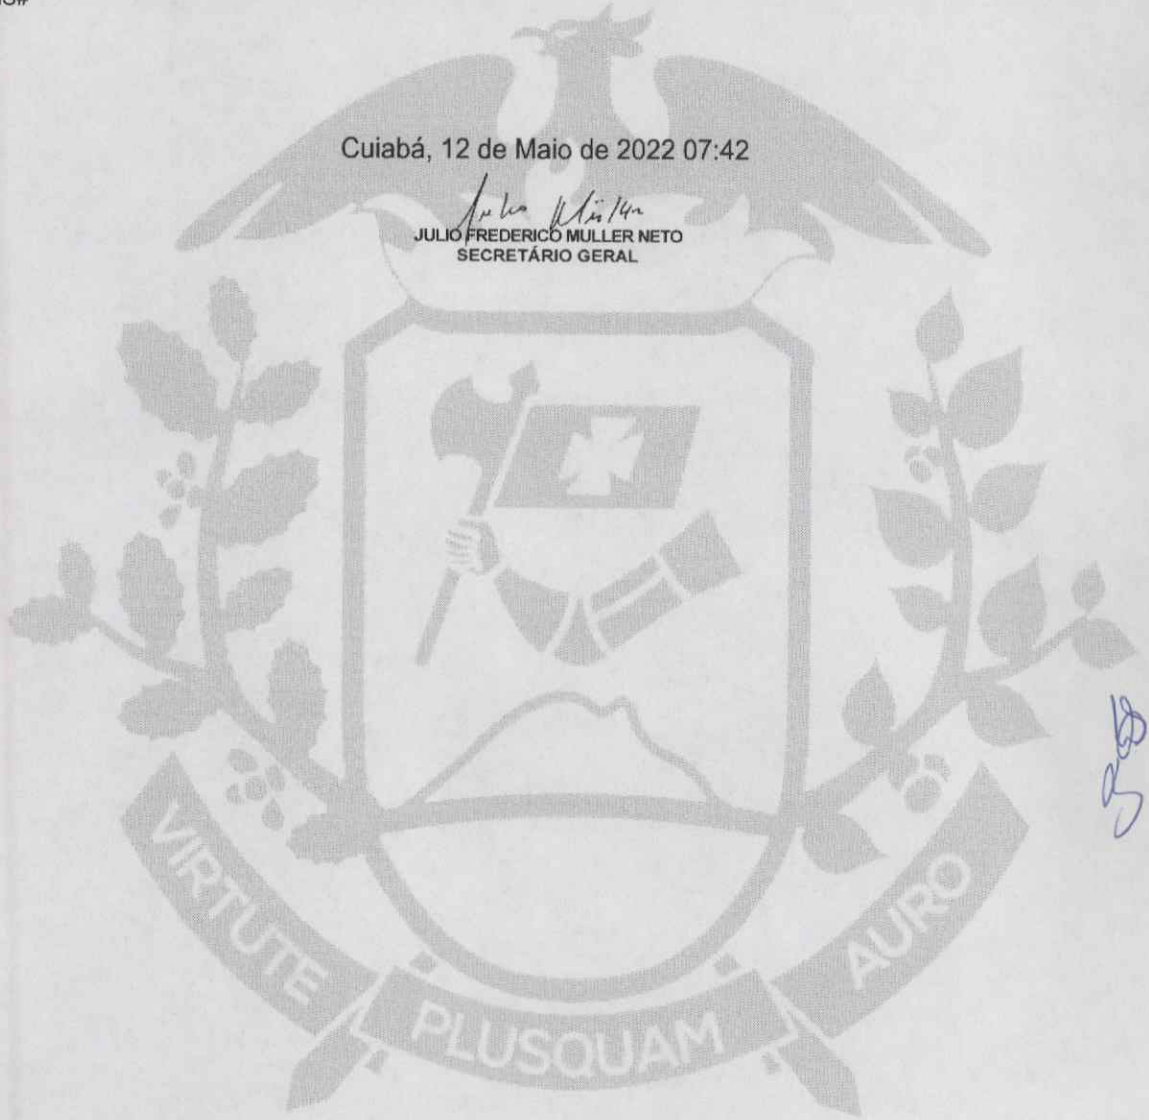 Cuiabá, 12 de Maio de 2022 07:42
JULIO FREDERICO MULLER NETO
SECRETÁRIO GERAL
VIRTUTE
PLUSQUAM
AURO